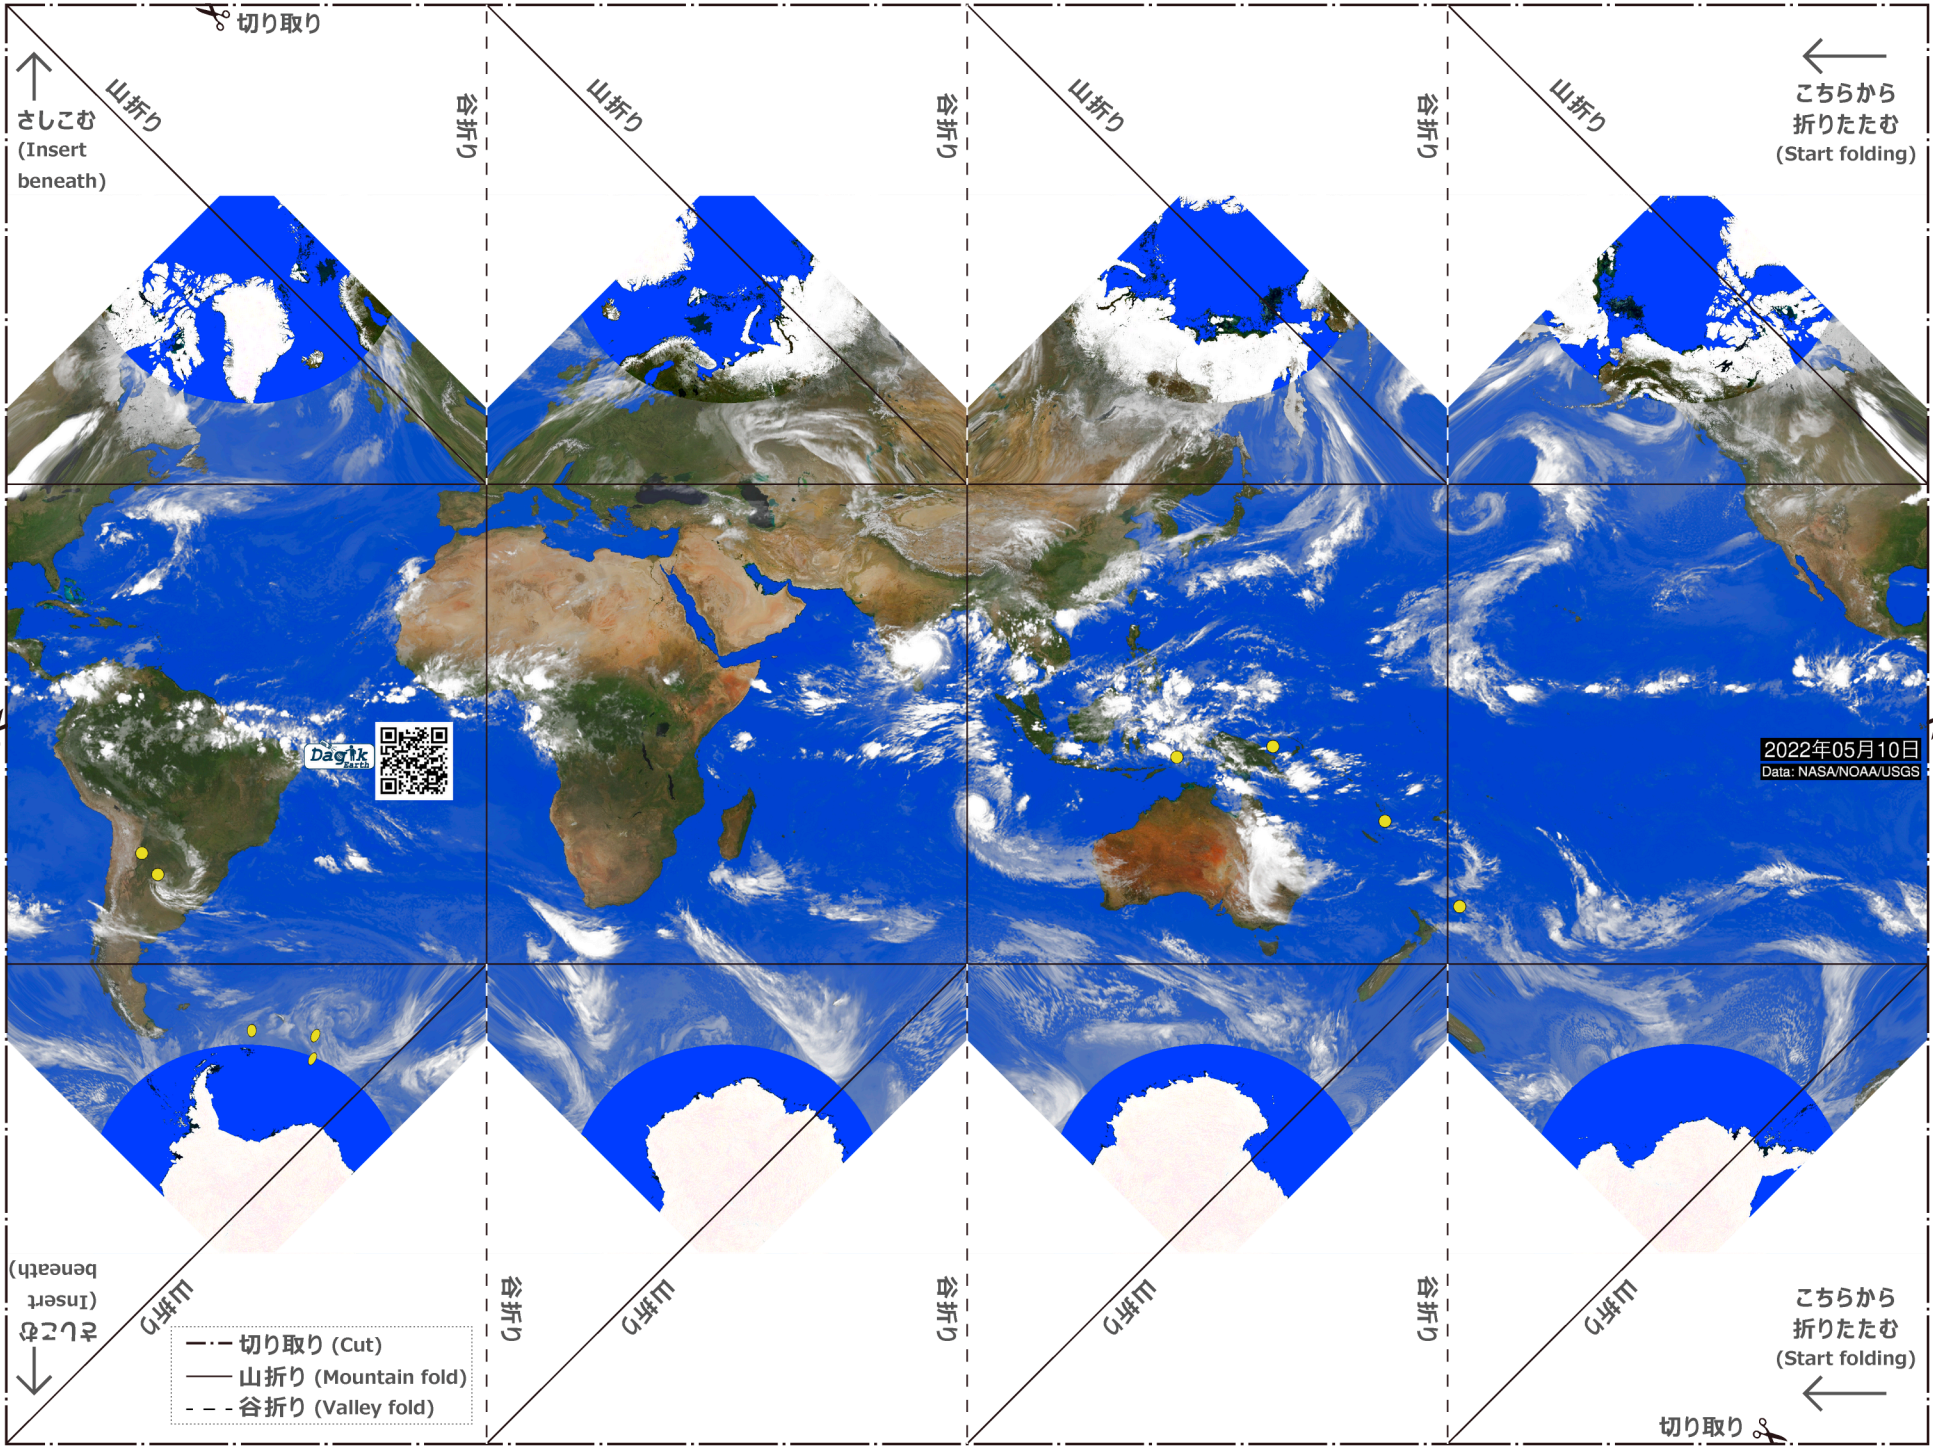 切り取り
山折り
谷折り
山折り
谷折り
山折り
谷折り
山折り
さしこむ
(Insert
beneath)
こちらから
折りたたむ
(Start folding)
Dagik
Earth
2022年05月10日
Data: NASA/NOAA/USGS
さしこむ
(Insert
beneath)
山折り
谷折り
山折り
谷折り
山折り
谷折り
山折り
切り取り (Cut)
山折り (Mountain fold)
谷折り (Valley fold)
こちらから
折りたたむ
(Start folding)
切り取り